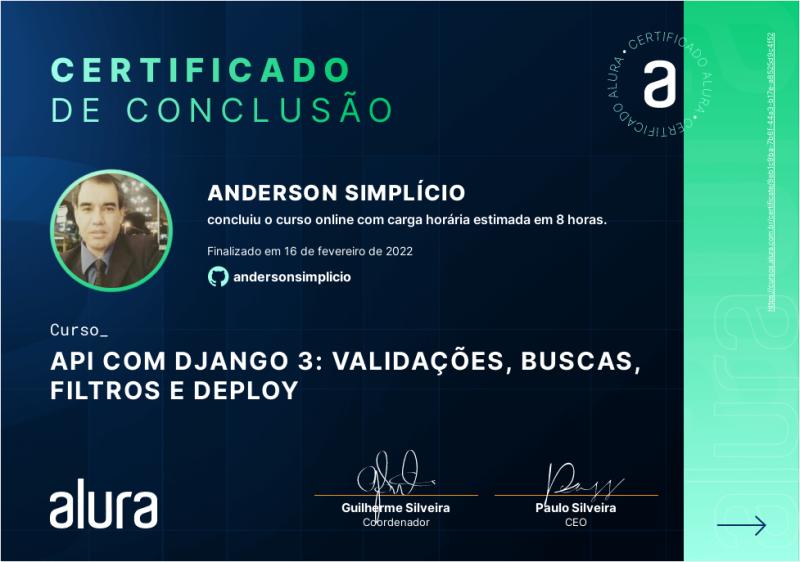 CERTIFICADO
DE CONCLUSÃO
CERTIFICADO ALURA • CERTIFICADO ALURA •
a
ANDERSON SIMPLÍCIO
concluiu o curso online com carga horária estimada em 8 horas.
Finalizado em 16 de fevereiro de 2022
andersonsimplicio
Curso_
API COM DJANGO 3: VALIDAÇÕES, BUSCAS,
FILTROS E DEPLOY
alura
Guilherme Silveira
Coordenador
Paulo Silveira
CEO
alura